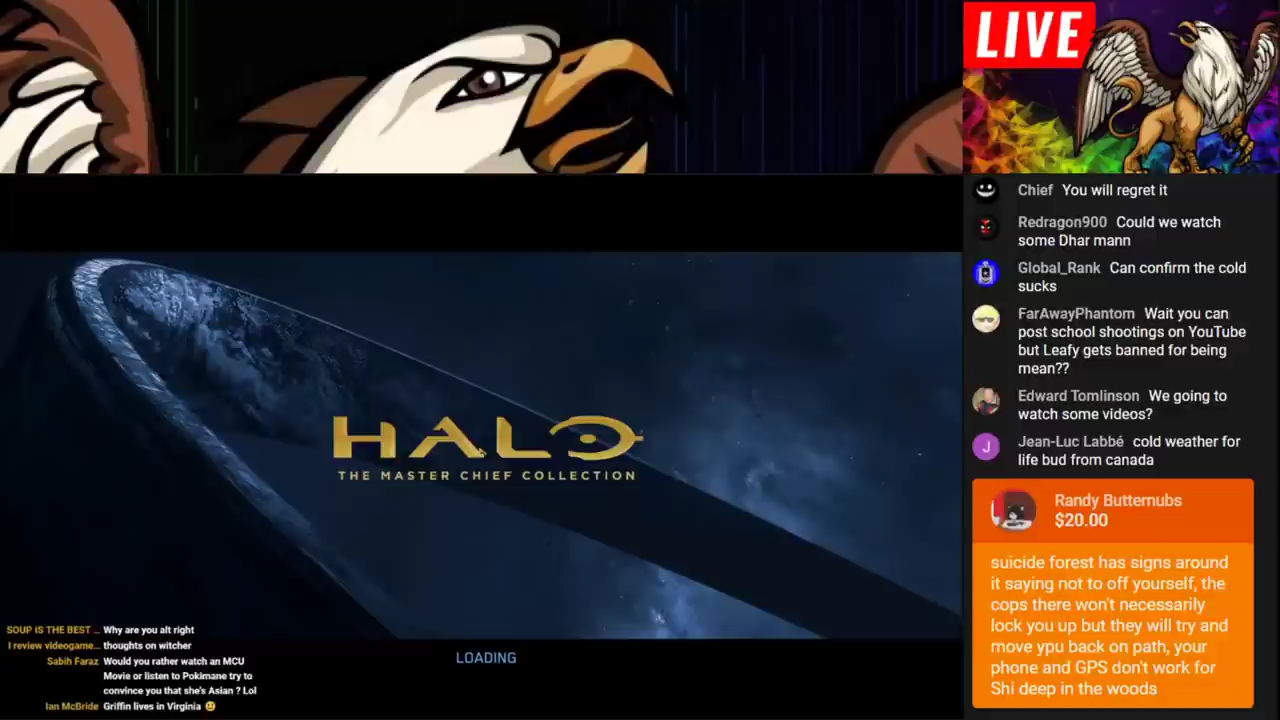 LIVE
Chief You will regret it
Redragon900 Could we watch
some Dhar mann
Global_Rank Can confirm the cold
sucks
FarAwayPhantom Wait you can
post school shootings on YouTube
but Leafy gets banned for being
mean??
Edward Tomlinson We going to
watch some videos?
J
Jean-Luc Labbé cold weather for
life bud from canada
Randy Butternubs
$20.00
suicide forest has signs around
it saying not to off yourself, the
cops there won't necessarily
lock you up but they will try and
move ypu back on path, your
phone and GPS don't work for
Shi deep in the woods
HALO
THE MASTER CHIEF COLLECTION
LOADING
SOUP iS THE BEST ... Why are you alt right
I review videogame... thoughts on witcher
Sabih Faraz Would you rather watch an MCU
Movie or listen to Pokimane try to
convince you that she's Asian ? Lol
Ian McBride Griffin lives in Virginia 😃